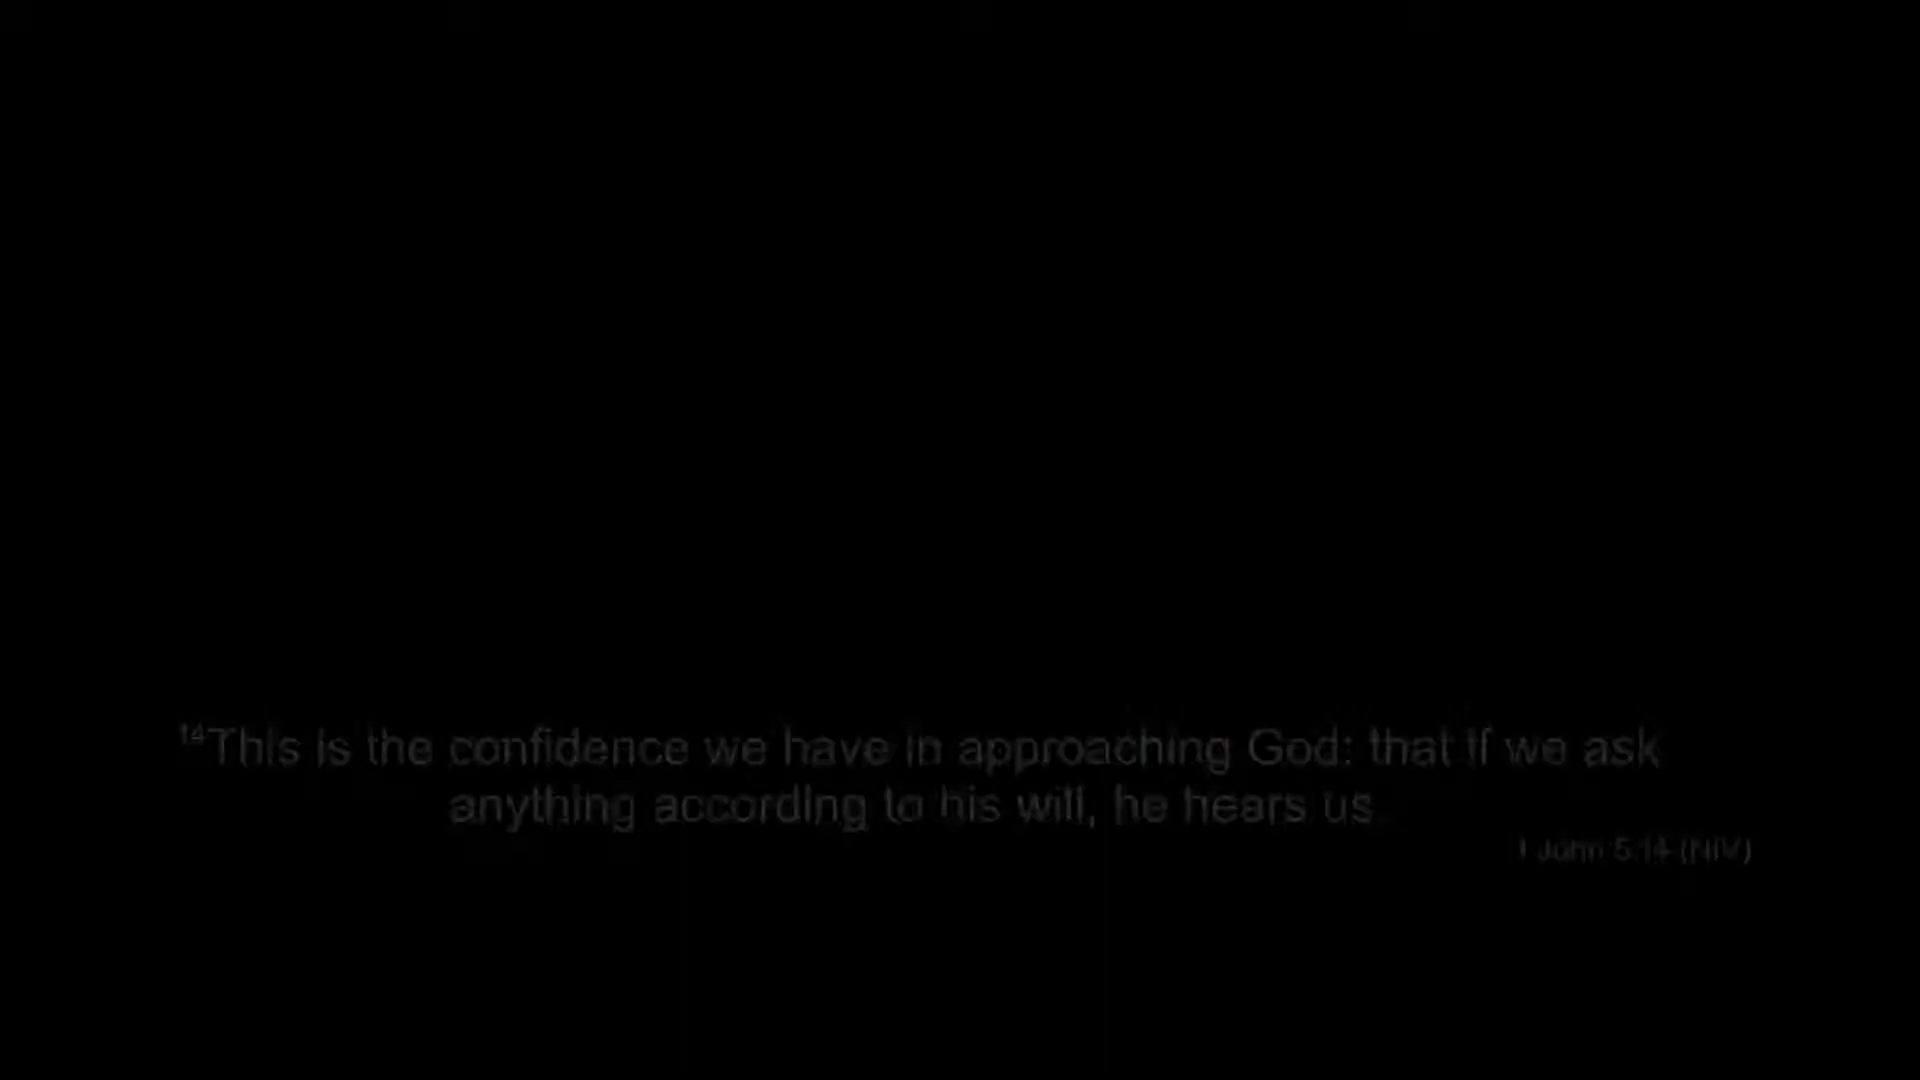 ¹⁴This is the confidence we have in approaching God: that if we ask
anything according to his will, he hears us.
1 John 5:14 (NIV)